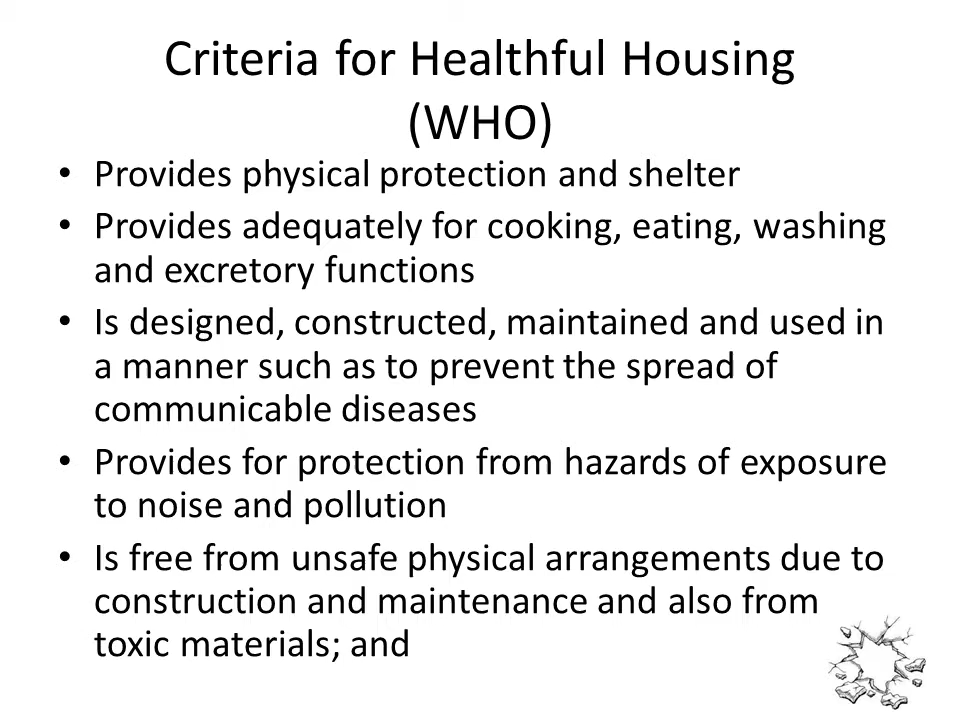 Criteria for Healthful Housing
(WHO)
• Provides physical protection and shelter
• Provides adequately for cooking, eating, washing
and excretory functions
• Is designed, constructed, maintained and used in
a manner such as to prevent the spread of
communicable diseases
• Provides for protection from hazards of exposure
to noise and pollution
• Is free from unsafe physical arrangements due to
construction and maintenance and also from
toxic materials; and